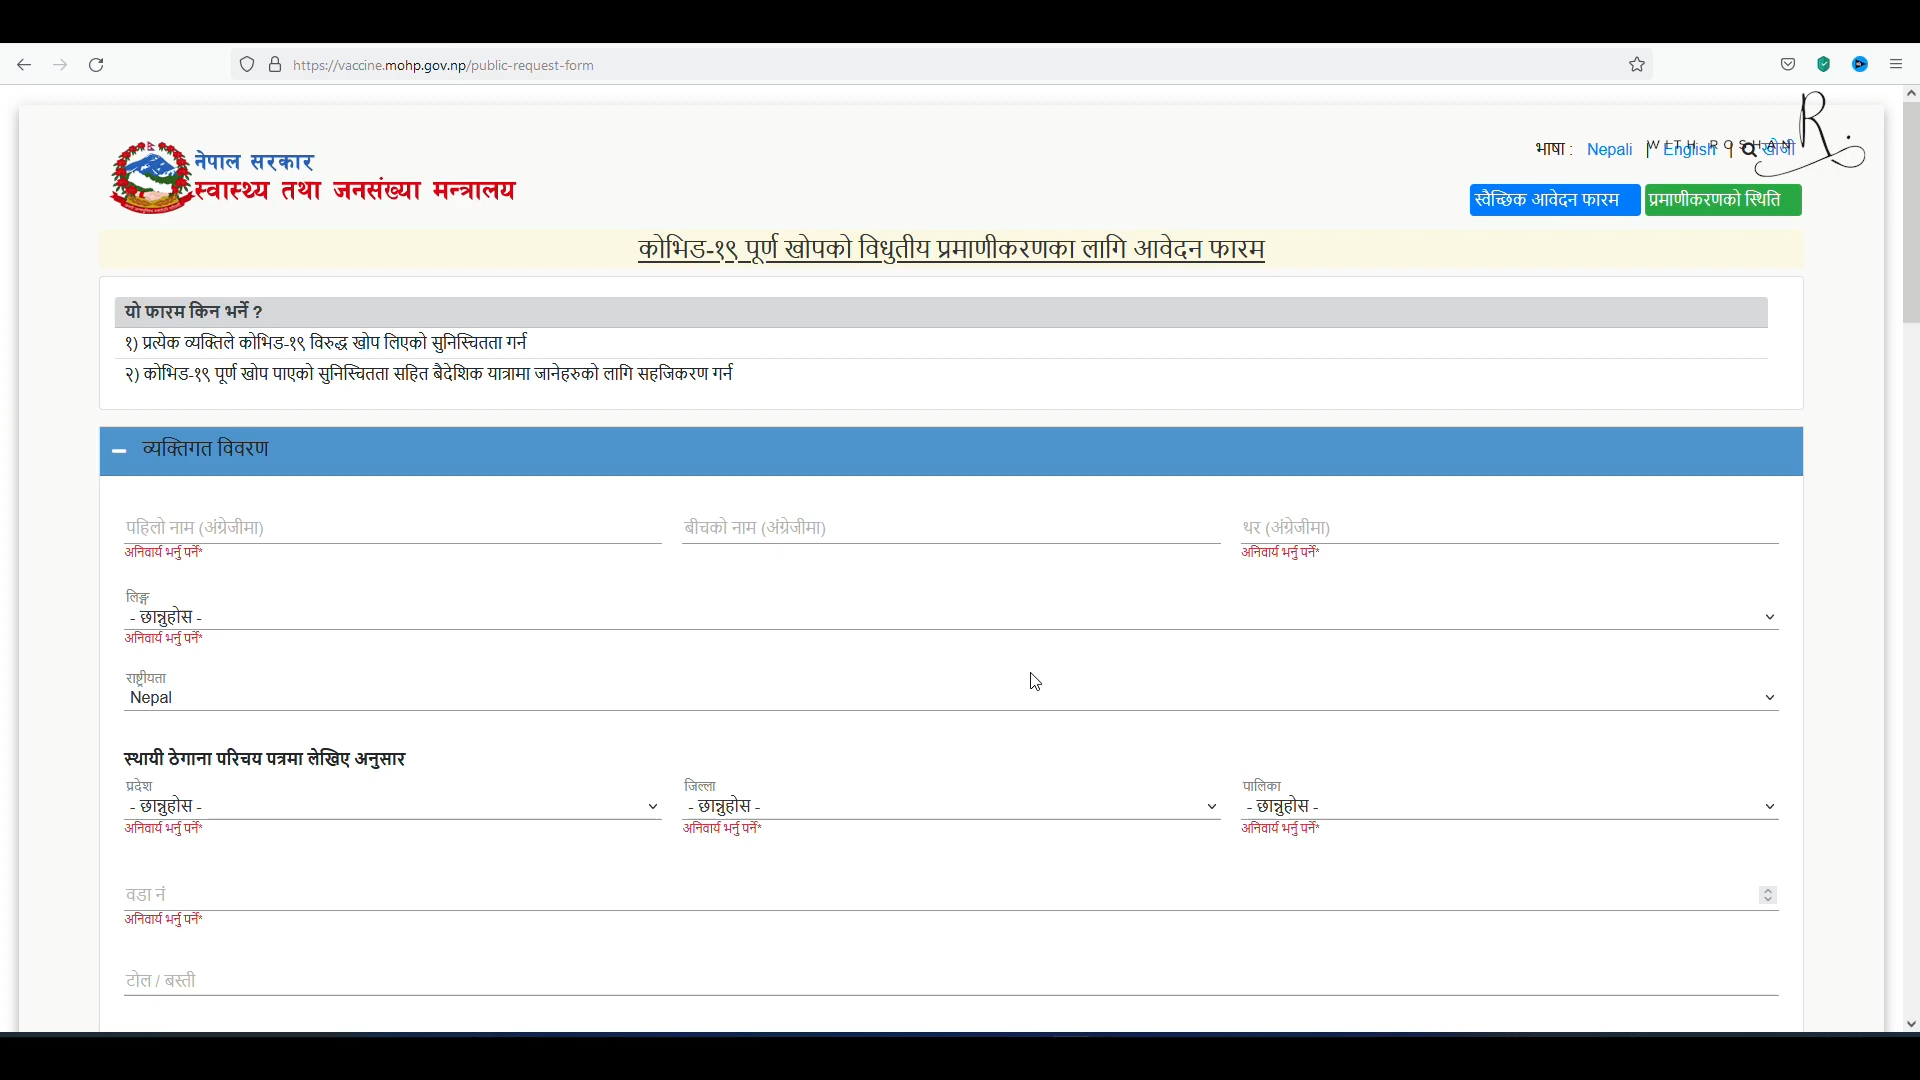 https://vaccine.mohp.gov.np/public-request-form
नेपाल सरकार
स्वास्थ्य तथा जनसंख्या मन्त्रालय
भाषा : Nepali | English | खोजी
WITH ROSHAN
R.
स्वैच्छिक आवेदन फारम
प्रमाणीकरणको स्थिति
कोभिड-१९ पूर्ण खोपको विधुतीय प्रमाणीकरणका लागि आवेदन फारम
यो फारम किन भर्ने ?
१) प्रत्येक व्यक्तिले कोभिड-१९ विरुद्ध खोप लिएको सुनिस्चितता गर्न
२) कोभिड-१९ पूर्ण खोप पाएको सुनिस्चितता सहित बैदेशिक यात्रामा जानेहरुको लागि सहजिकरण गर्न
व्यक्तिगत विवरण
पहिलो नाम (अंग्रेजीमा) बीचको नाम (अंग्रेजीमा) थर (अंग्रेजीमा)
अनिवार्य भर्नु पर्ने* अनिवार्य भर्नु पर्ने*
लिङ्ग
- छान्नुहोस -
अनिवार्य भर्नु पर्ने*
राष्ट्रीयता
Nepal
स्थायी ठेगाना परिचय पत्रमा लेखिए अनुसार
प्रदेश जिल्ला पालिका
- छान्नुहोस - - छान्नुहोस - - छान्नुहोस -
अनिवार्य भर्नु पर्ने* अनिवार्य भर्नु पर्ने* अनिवार्य भर्नु पर्ने*
वडा नं
अनिवार्य भर्नु पर्ने*
टोल / बस्ती